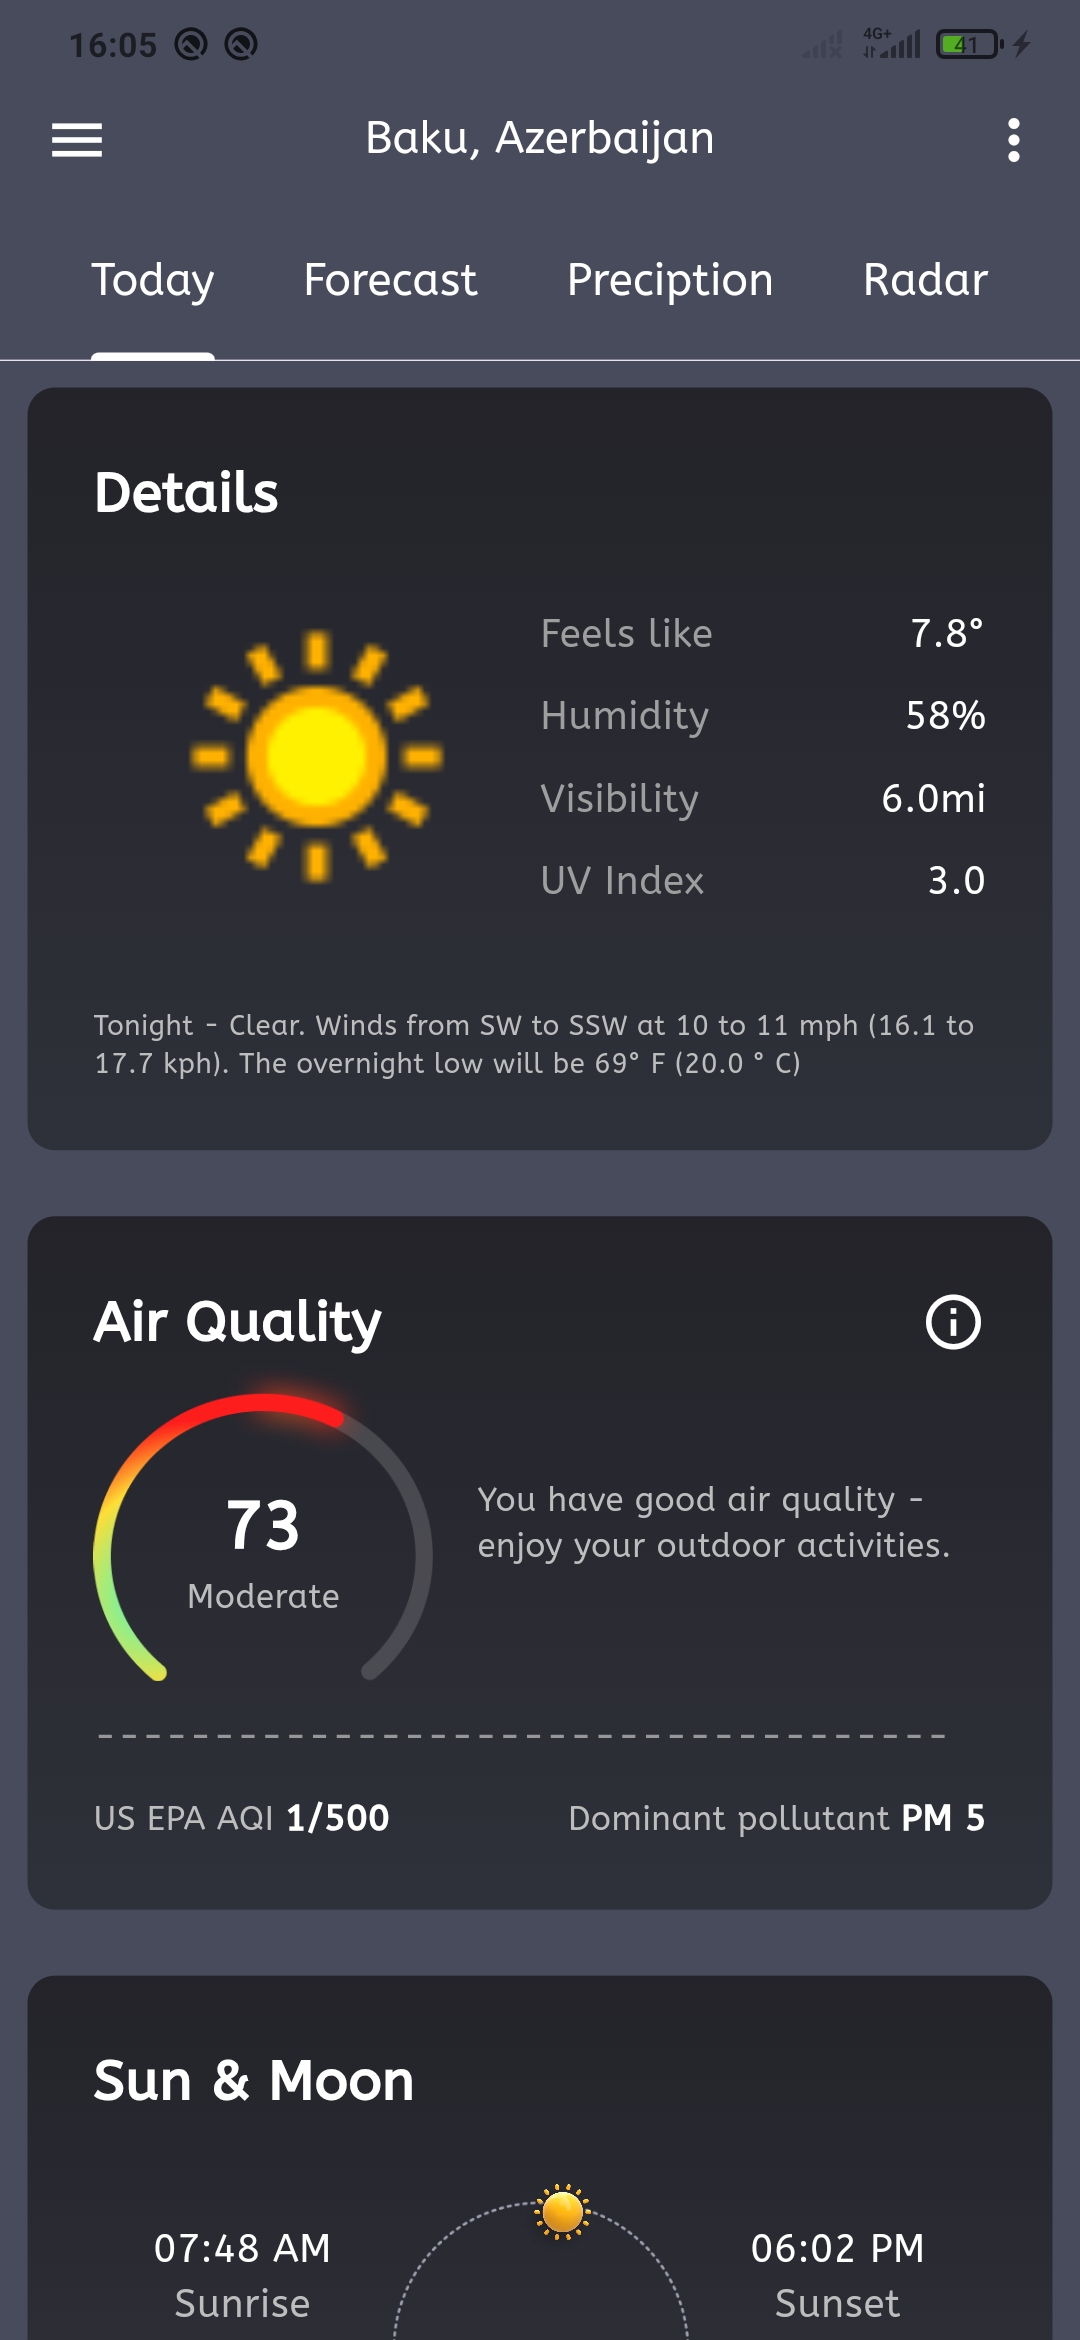 16:05
4G+
41
Baku, Azerbaijan
Today Forecast Preciption Radar
Details
Feels like 7.8°
Humidity 58%
Visibility 6.0mi
UV Index 3.0
Tonight - Clear. Winds from SW to SSW at 10 to 11 mph (16.1 to
17.7 kph). The overnight low will be 69° F (20.0 ° C)
Air Quality
73
Moderate
You have good air quality -
enjoy your outdoor activities.
US EPA AQI 1/500
Dominant pollutant PM 5
Sun & Moon
07:48 AM
Sunrise
06:02 PM
Sunset